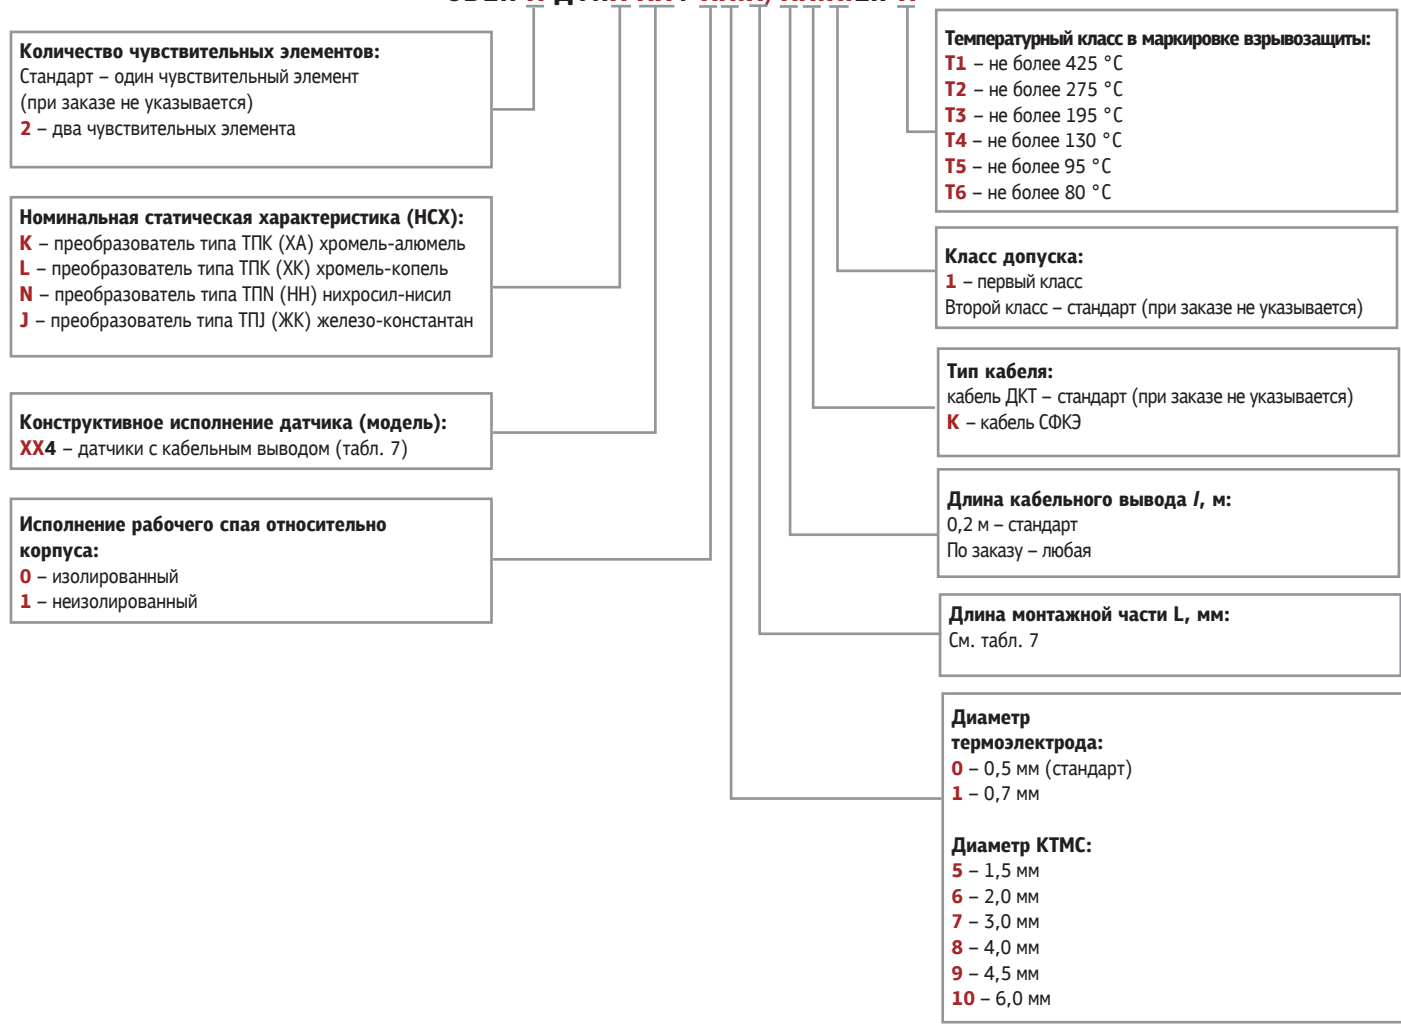 Количество чувствительных элементов:
Стандарт – один чувствительный элемент
(при заказе не указывается)
2 – два чувствительных элемента
Номинальная статическая характеристика (НСХ):
K – преобразователь типа ТПК (ХА) хромель-алюмель
L – преобразователь типа ТПК (ХК) хромель-копель
N – преобразователь типа ТПN (НН) нихросил-нисил
J – преобразователь типа ТПJ (ЖК) железо-константан
Конструктивное исполнение датчика (модель):
XX4 – датчики с кабельным выводом (табл. 7)
Исполнение рабочего спая относительно
корпуса:
0 – изолированный
1 – неизолированный
Температурный класс в маркировке взрывозащиты:
T1 – не более 425 °C
T2 – не более 275 °C
T3 – не более 195 °C
T4 – не более 130 °C
T5 – не более 95 °C
T6 – не более 80 °C
Класс допуска:
1 – первый класс
Второй класс – стандарт (при заказе не указывается)
Тип кабеля:
кабель ДКТ – стандарт (при заказе не указывается)
К – кабель СФКЭ
Длина кабельного вывода l, м:
0,2 м – стандарт
По заказу – любая
Длина монтажной части L, мм:
См. табл. 7
Диаметр
термоэлектрода:
0 – 0,5 мм (стандарт)
1 – 0,7 мм
Диаметр КТМС:
5 – 1,5 мм
6 – 2,0 мм
7 – 3,0 мм
8 – 4,0 мм
9 – 4,5 мм
10 – 6,0 мм